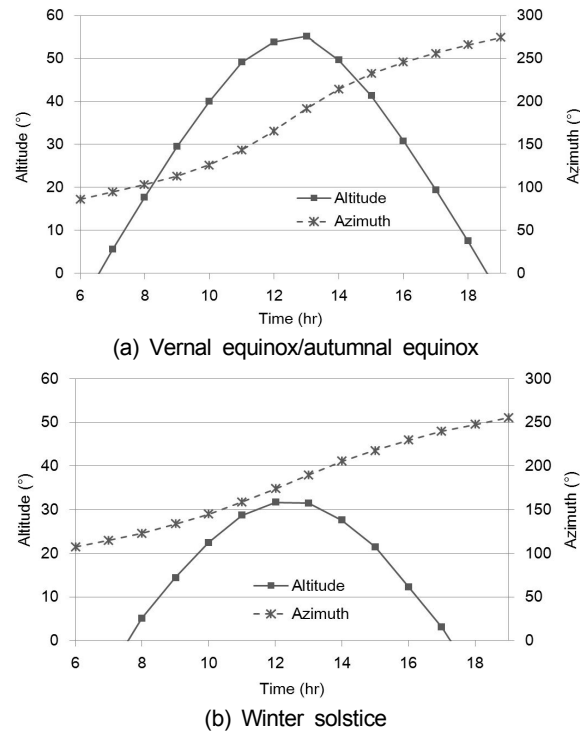 60
50
40
30
20
10
0
Altitude (°)
300
250
200
150
100
50
0
Azimuth (°)
Altitude
Azimuth
6 8 10 12 14 16 18
Time (hr)
(a) Vernal equinox/autumnal equinox
60
50
40
30
20
10
0
Altitude (°)
300
250
200
150
100
50
0
Azimuth (°)
Altitude
Azimuth
6 8 10 12 14 16 18
Time (hr)
(b) Winter solstice